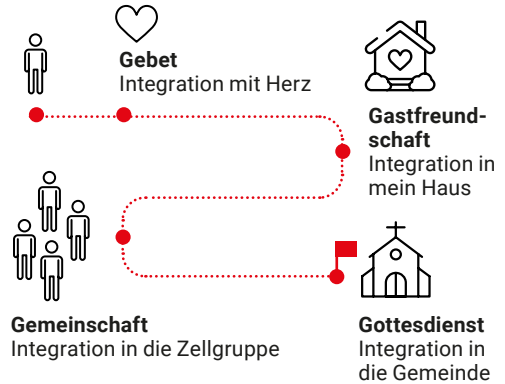 Gebet
Integration mit Herz
Gastfreund-
schaft
Integration in
mein Haus
Gemeinschaft
Integration in die Zellgruppe
Gottesdienst
Integration in
die Gemeinde